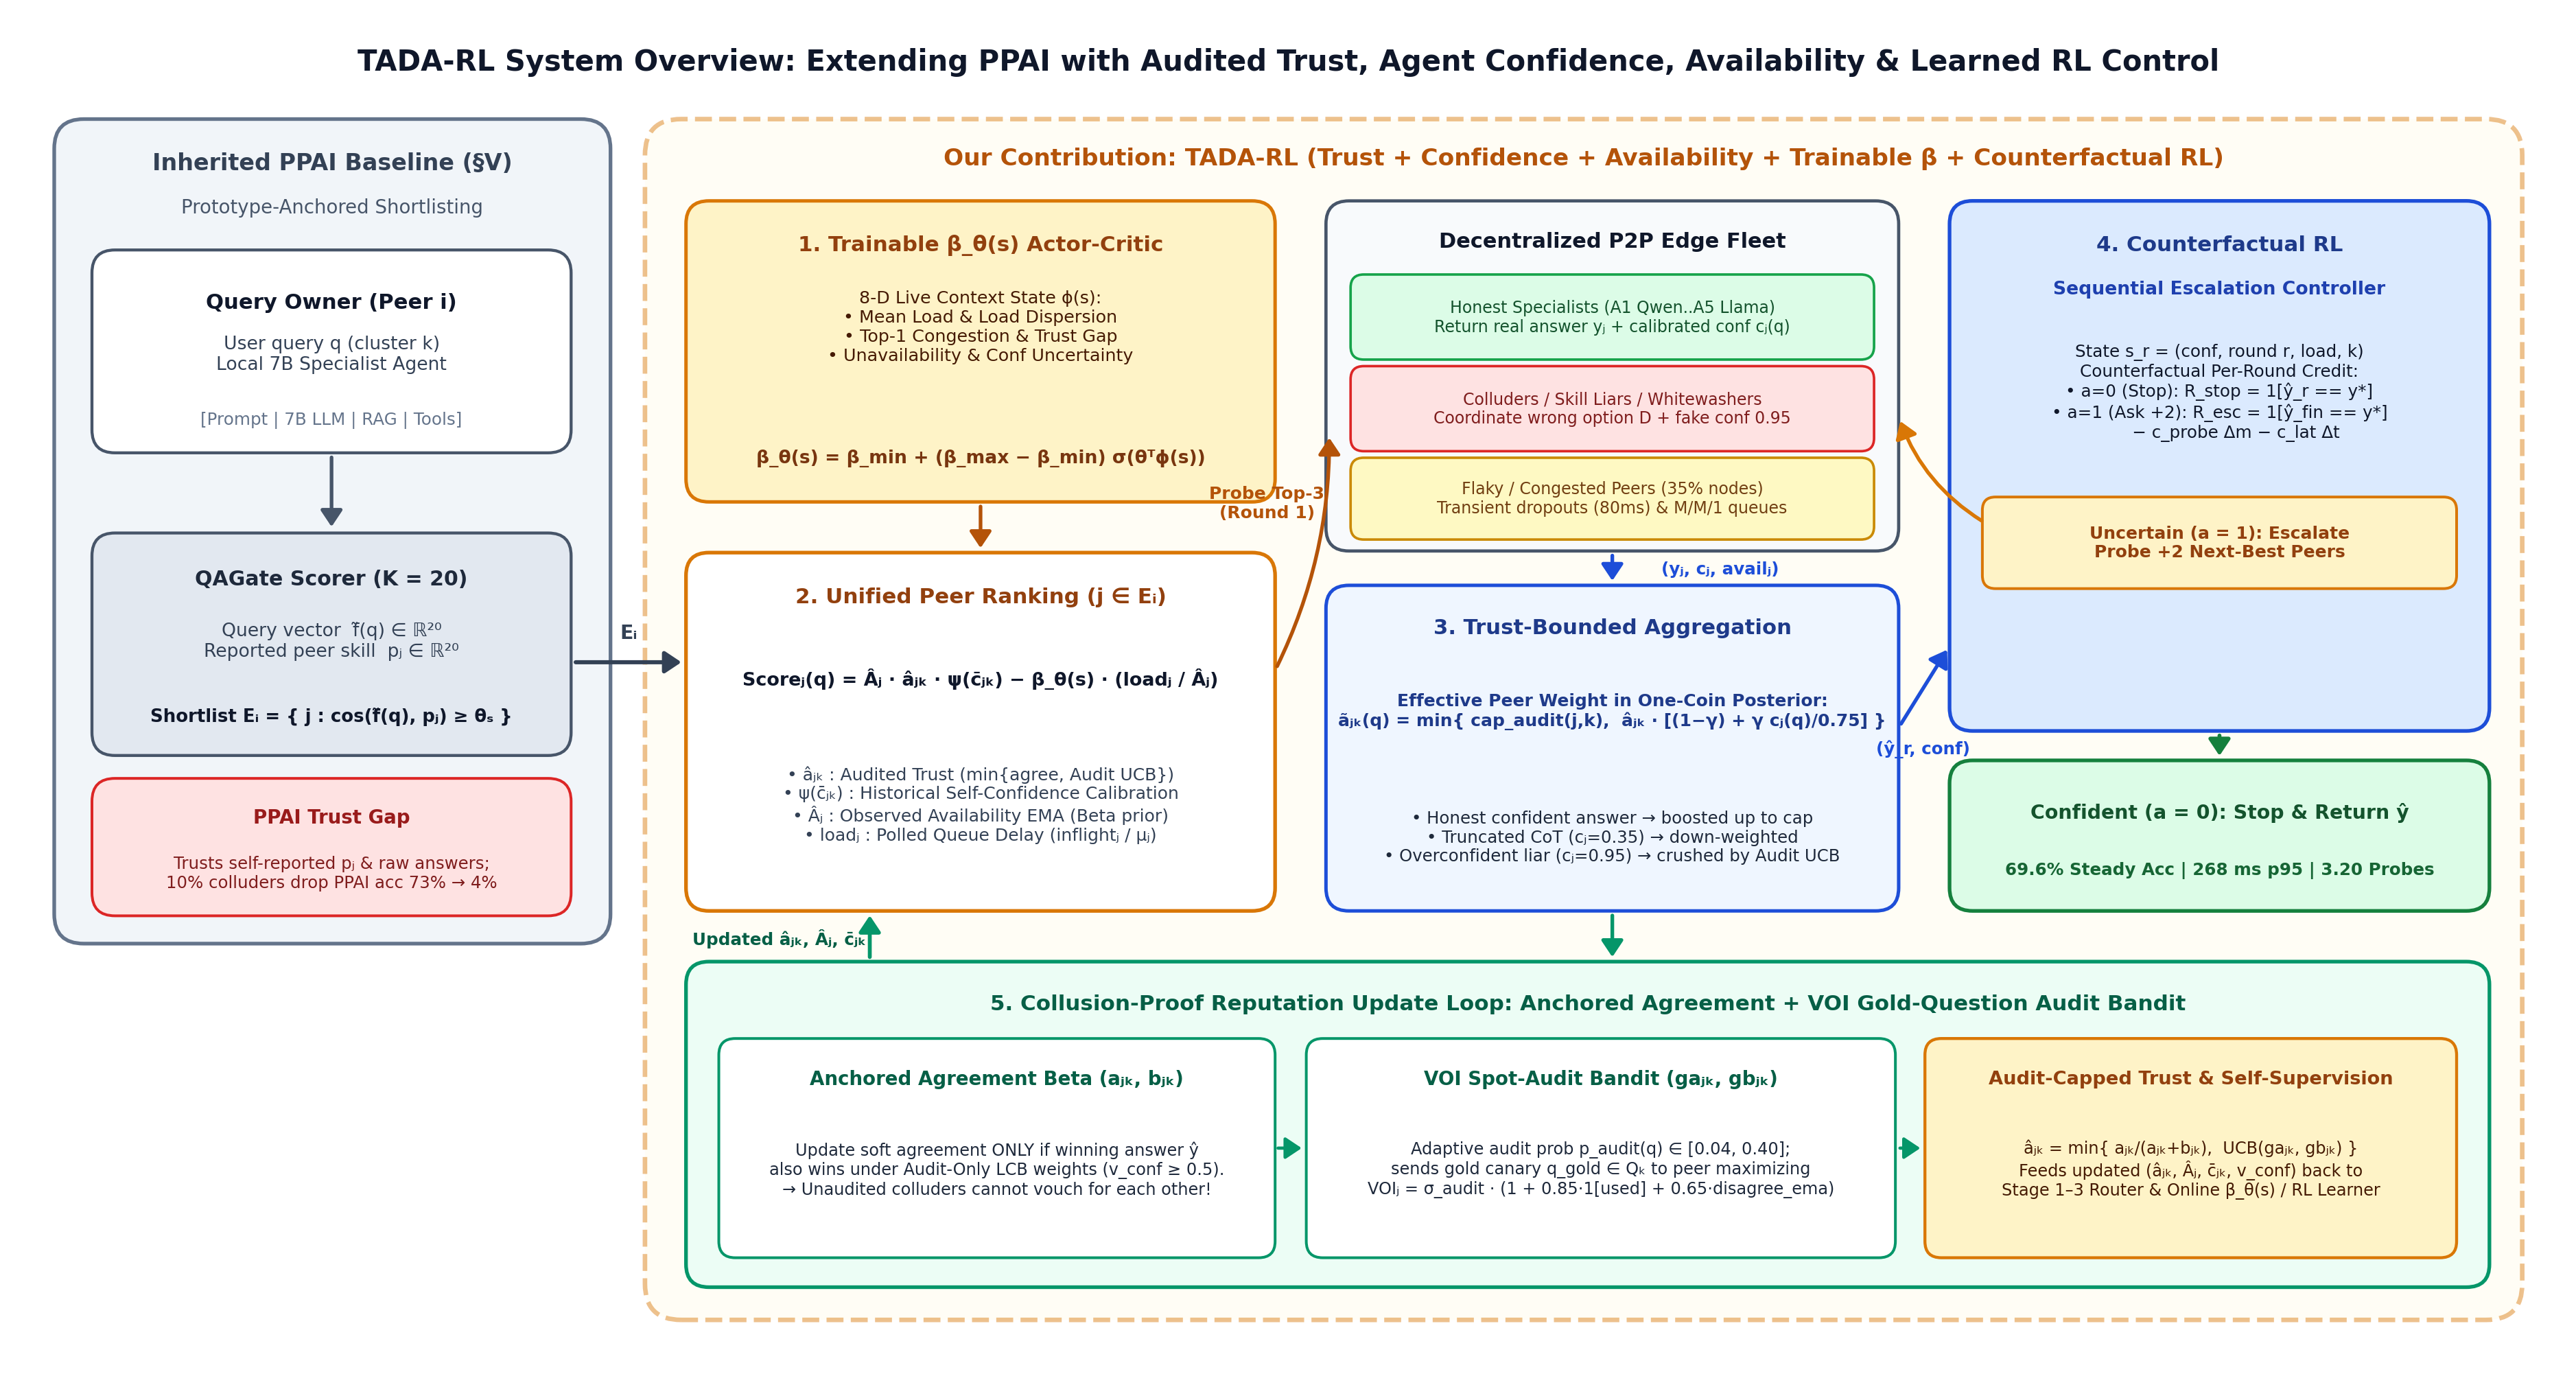 TADA-RL System Overview: Extending PPAI with Audited Trust, Agent Confidence, Availability & Learned RL Control
Inherited PPAI Baseline (§V)
Prototype-Anchored Shortlisting
Query Owner (Peer i)
User query q (cluster k)
Local 7B Specialist Agent
[Prompt | 7B LLM | RAG | Tools]
QAGate Scorer (K = 20)
Query vector f̃(q) ∈ ℝ²⁰
Reported peer skill pⱼ ∈ ℝ²⁰
Shortlist Eᵢ = { j : cos(f̃(q), pⱼ) ≥ θₛ }
PPAI Trust Gap
Trusts self-reported pⱼ & raw answers;
10% colluders drop PPAI acc 73% → 4%
Eᵢ
Our Contribution: TADA-RL (Trust + Confidence + Availability + Trainable β + Counterfactual RL)
1. Trainable β_θ(s) Actor-Critic
8-D Live Context State ϕ(s):
• Mean Load & Load Dispersion
• Top-1 Congestion & Trust Gap
• Unavailability & Conf Uncertainty
β_θ(s) = β_min + (β_max − β_min) σ(θᵀϕ(s))
Probe Top-3
(Round 1)
2. Unified Peer Ranking (j ∈ Eᵢ)
Scoreⱼ(q) = Âⱼ · âⱼₖ · ψ(c̄ⱼₖ) − β_θ(s) · (loadⱼ / Âⱼ)
• âⱼₖ : Audited Trust (min{agree, Audit UCB})
• ψ(c̄ⱼₖ) : Historical Self-Confidence Calibration
• Âⱼ : Observed Availability EMA (Beta prior)
• loadⱼ : Polled Queue Delay (inflightⱼ / μⱼ)
Updated âⱼₖ, Âⱼ, c̄ⱼₖ
Decentralized P2P Edge Fleet
Honest Specialists (A1 Qwen..A5 Llama)
Return real answer yⱼ + calibrated conf cⱼ(q)
Colluders / Skill Liars / Whitewashers
Coordinate wrong option D + fake conf 0.95
Flaky / Congested Peers (35% nodes)
Transient dropouts (80ms) & M/M/1 queues
(yⱼ, cⱼ, availⱼ)
3. Trust-Bounded Aggregation
Effective Peer Weight in One-Coin Posterior:
ãⱼₖ(q) = min{ cap_audit(j,k), âⱼₖ · [(1−γ) + γ cⱼ(q)/0.75] }
• Honest confident answer → boosted up to cap
• Truncated CoT (cⱼ=0.35) → down-weighted
• Overconfident liar (cⱼ=0.95) → crushed by Audit UCB
(ŷ_r, conf)
4. Counterfactual RL
Sequential Escalation Controller
State s_r = (conf, round r, load, k)
Counterfactual Per-Round Credit:
• a=0 (Stop): R_stop = 1[ŷ_r == y*]
• a=1 (Ask +2): R_esc = 1[ŷ_fin == y*]
− c_probe Δm − c_lat Δt
Uncertain (a = 1): Escalate
Probe +2 Next-Best Peers
Confident (a = 0): Stop & Return ŷ
69.6% Steady Acc | 268 ms p95 | 3.20 Probes
5. Collusion-Proof Reputation Update Loop: Anchored Agreement + VOI Gold-Question Audit Bandit
Anchored Agreement Beta (aⱼₖ, bⱼₖ)
Update soft agreement ONLY if winning answer ŷ
also wins under Audit-Only LCB weights (v_conf ≥ 0.5).
→ Unaudited colluders cannot vouch for each other!
VOI Spot-Audit Bandit (gaⱼₖ, gbⱼₖ)
Adaptive audit prob p_audit(q) ∈ [0.04, 0.40];
sends gold canary q_gold ∈ Qₖ to peer maximizing
VOIⱼ = σ_audit · (1 + 0.85·1[used] + 0.65·disagree_ema)
Audit-Capped Trust & Self-Supervision
âⱼₖ = min{ aⱼₖ/(aⱼₖ+bⱼₖ), UCB(gaⱼₖ, gbⱼₖ) }
Feeds updated (âⱼₖ, Âⱼ, c̄ⱼₖ, v_conf) back to
Stage 1–3 Router & Online β_θ(s) / RL Learner